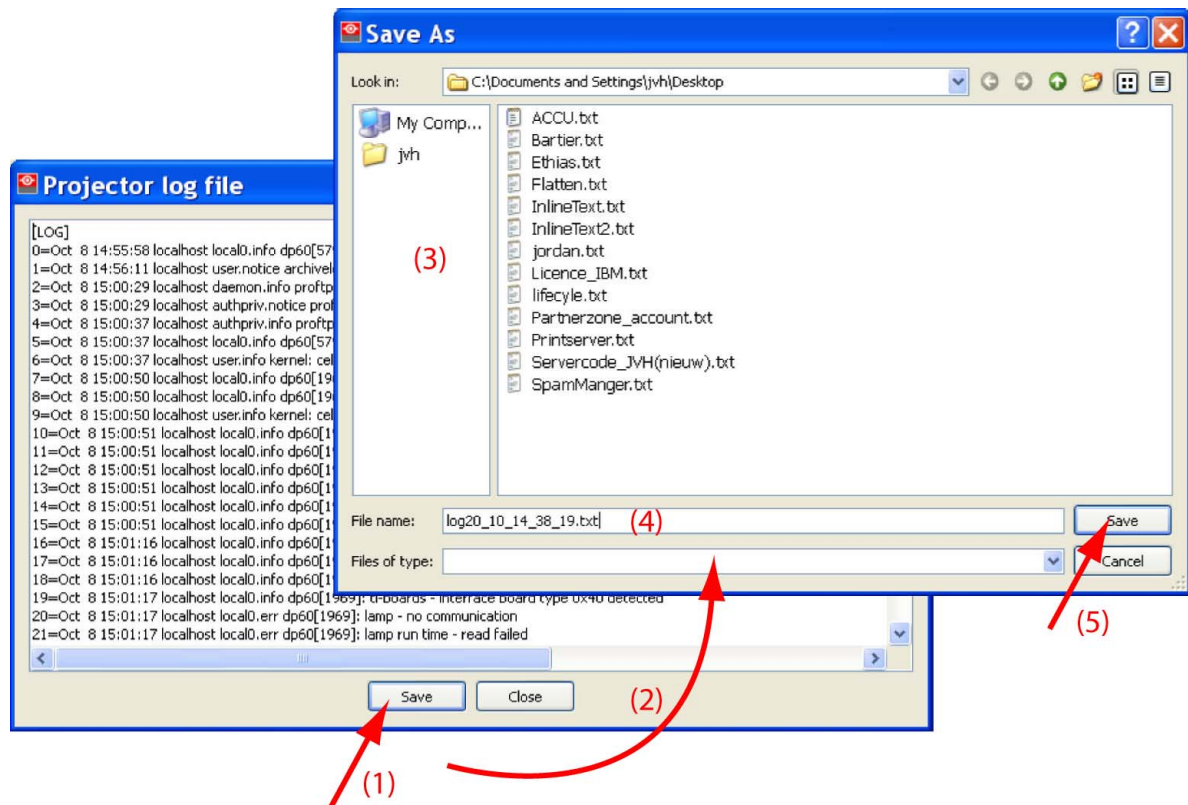 Save As
Look in:
C:\Documents and Settings\jvh\Desktop
My Comp...
jvh
(3)
ACCU.txt
Bartier.txt
Ethias.txt
Flatten.txt
InlineText.txt
InlineText2.txt
jordan.txt
Licence_IBM.txt
lifecyle.txt
Partnerzone_account.txt
Printserver.txt
Servercode_JVH(nieuw).txt
SpamManger.txt
File name:
log20_10_14_38_19.txt
(4)
Save
Files of type:
Cancel
(5)
Projector log file
[LOG]
0=Oct 8 14:55:58 localhost local0.info dp60[579
1=Oct 8 14:56:11 localhost user.notice archivel
2=Oct 8 15:00:29 localhost daemon.info proftp
3=Oct 8 15:00:29 localhost authpriv.notice prof
4=Oct 8 15:00:37 localhost authpriv.info proftp
5=Oct 8 15:00:37 localhost local0.info dp60[579
6=Oct 8 15:00:37 localhost user.info kernel: cel
7=Oct 8 15:00:50 localhost local0.info dp60[196
8=Oct 8 15:00:50 localhost local0.info dp60[196
9=Oct 8 15:00:50 localhost user.info kernel: cel
10=Oct 8 15:00:51 localhost local0.info dp60[19
11=Oct 8 15:00:51 localhost local0.info dp60[19
12=Oct 8 15:00:51 localhost local0.info dp60[19
13=Oct 8 15:00:51 localhost local0.info dp60[19
14=Oct 8 15:00:51 localhost local0.info dp60[19
15=Oct 8 15:00:51 localhost local0.info dp60[19
16=Oct 8 15:01:16 localhost local0.info dp60[19
17=Oct 8 15:01:16 localhost local0.info dp60[19
18=Oct 8 15:01:16 localhost local0.info dp60[19
19=Oct 8 15:01:17 localhost local0.info dp60[1969]: ti-boards - interface board type 0x40 detected
20=Oct 8 15:01:17 localhost local0.err dp60[1969]: lamp - no communication
21=Oct 8 15:01:17 localhost local0.err dp60[1969]: lamp run time - read failed
Save
Close
(2)
(1)